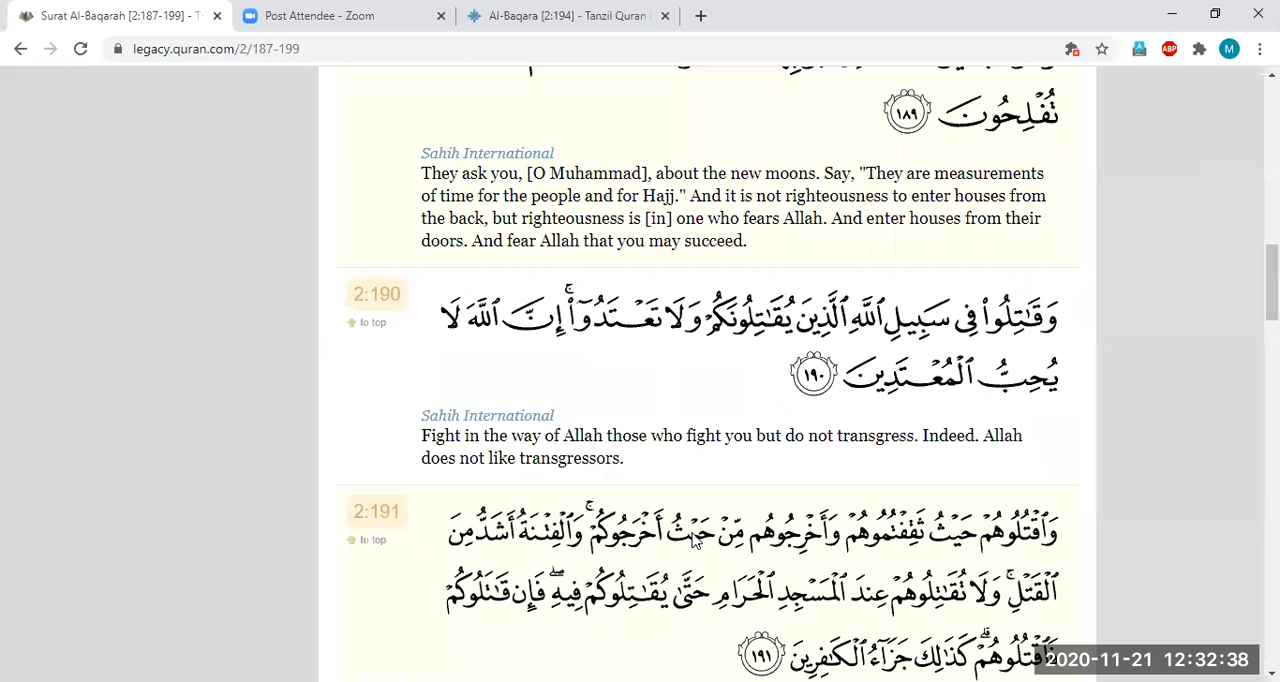 Surat Al-Baqarah [2:187-199] - T
Post Attendee - Zoom
Al-Baqara [2:194] - Tanzil Quran
legacy.quran.com/2/187-199
ABP
M
تُفْلِحُونَ ١٨٩
Sahih International
They ask you, [O Muhammad], about the new moons. Say, "They are measurements
of time for the people and for Hajj." And it is not righteousness to enter houses from
the back, but righteousness is [in] one who fears Allah. And enter houses from their
doors. And fear Allah that you may succeed.
2:190
to top
وَقَٰتِلُوا۟ فِى سَبِيلِ ٱللَّهِ ٱلَّذِينَ يُقَٰتِلُونَكُمْ وَلَا تَعْتَدُوٓا۟ ۚ إِنَّ ٱللَّهَ لَا
يُحِبُّ ٱلْمُعْتَدِينَ ١٩٠
Sahih International
Fight in the way of Allah those who fight you but do not transgress. Indeed. Allah
does not like transgressors.
2:191
to top
وَٱقْتُلُوهُمْ حَيْثُ ثَقِفْتُمُوهُمْ وَأَخْرِجُوهُم مِّنْ حَيْثُ أَخْرَجُوكُمْ ۚ وَٱلْفِتْنَةُ أَشَدُّ مِنَ
ٱلْقَتْلِ ۚ وَلَا تُقَٰتِلُوهُمْ عِندَ ٱلْمَسْجِدِ ٱلْحَرَامِ حَتَّىٰ يُقَٰتِلُوكُمْ فِيهِ ۖ فَإِن قَٰتَلُوكُمْ
فَٱقْتُلُوهُمْ ۗ كَذَٰلِكَ جَزَآءُ ٱلْكَٰفِرِينَ ١٩١
2020-11-21 12:32:38